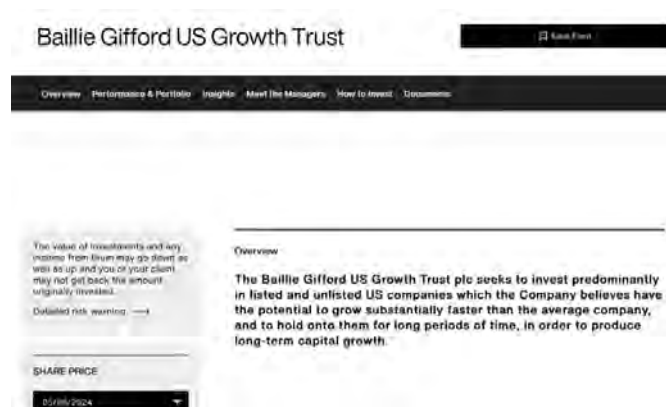 Baillie Gifford US Growth Trust
Save Fund
Overview Performance & Portfolio Insights Meet the Managers How to Invest Documents
The value of investments and any
income from them may go down as
well as up and you or your client
may not get back the amount
originally invested.
Detailed risk warning →
Overview
The Baillie Gifford US Growth Trust plc seeks to invest predominantly
in listed and unlisted US companies which the Company believes have
the potential to grow substantially faster than the average company,
and to hold onto them for long periods of time, in order to produce
long-term capital growth.
SHARE PRICE